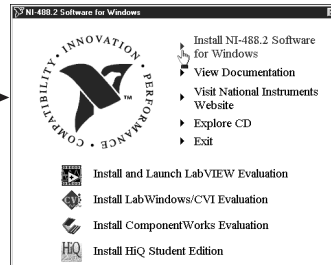 NI-488.2 Software for Windows
INNOVATION
PERFORMANCE
COMPATIBILITY
TM
Install NI-488.2 Software
for Windows
View Documentation
Visit National Instruments
Website
Explore CD
Exit
Install and Launch LabVIEW Evaluation
Install LabWindows/CVI Evaluation
Install ComponentWorks Evaluation
HiQ
Install HiQ Student Edition